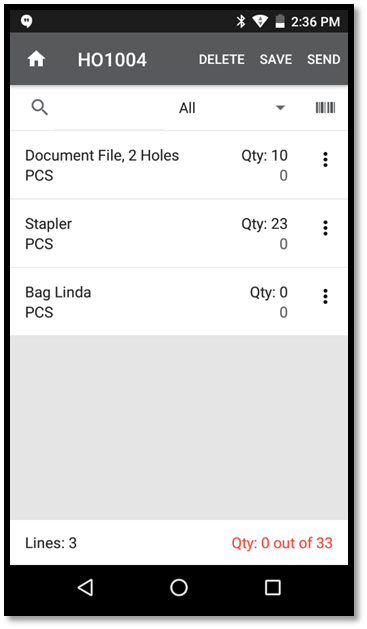 2:36 PM
HO1004 DELETE SAVE SEND
All
Document File, 2 Holes Qty: 10
PCS 0
Stapler Qty: 23
PCS 0
Bag Linda Qty: 0
PCS 0
Lines: 3 Qty: 0 out of 33